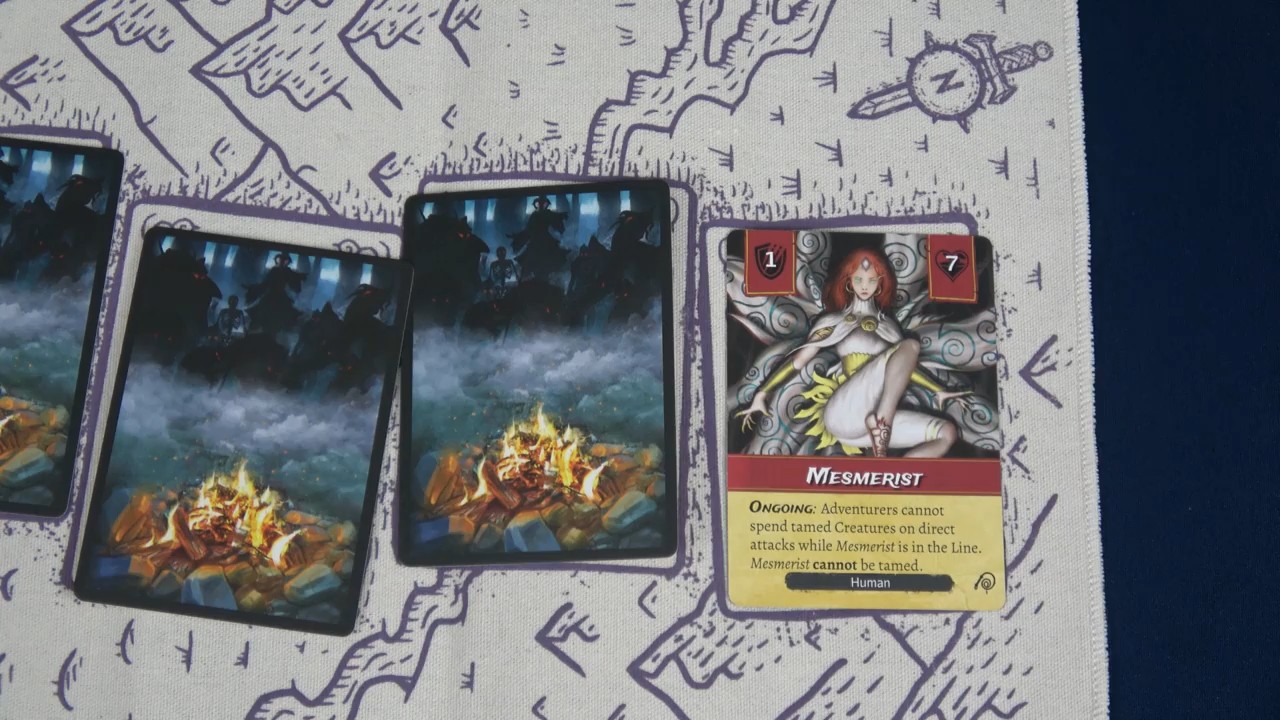 N
1
7
MESMERIST
ONGOING: Adventurers cannot
spend tamed Creatures on direct
attacks while Mesmerist is in the Line.
Mesmerist cannot be tamed.
Human